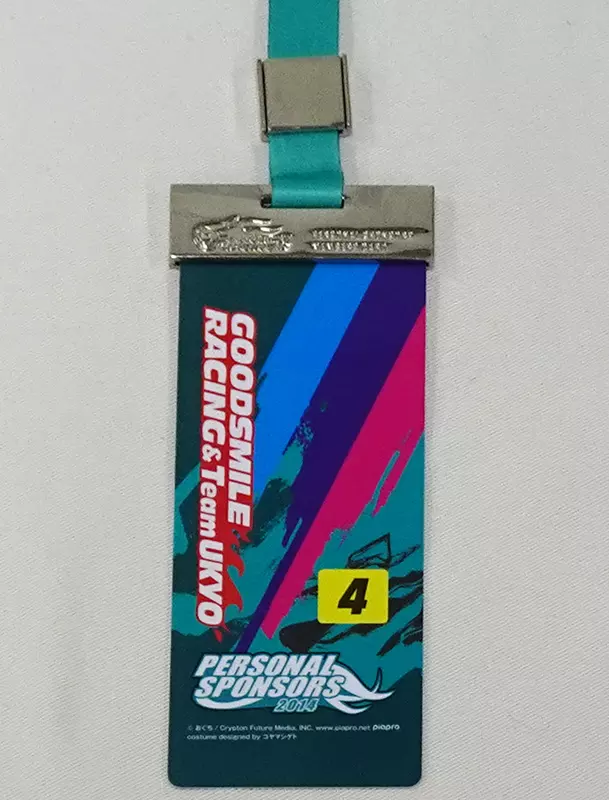 GOODSMILE
RACING & Team UKYO
4
PERSONAL
SPONSORS
2014
© おぐち / Crypton Future Media, INC. www.piapro.net piapro
costume designed by コヤマシゲト